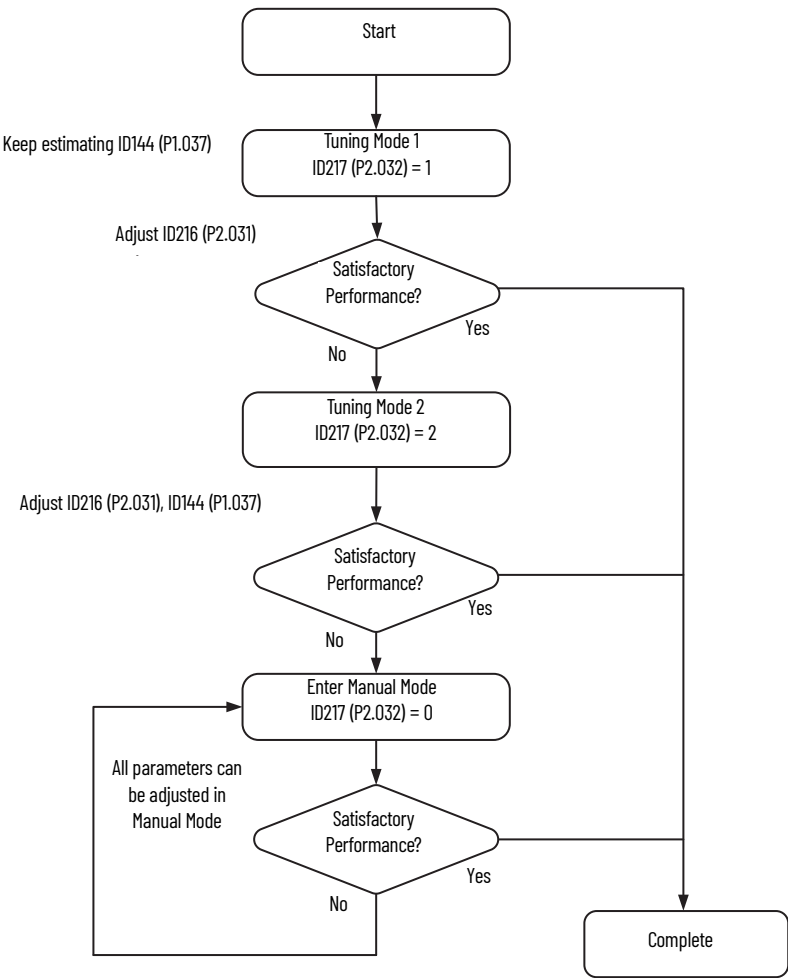 Start
Keep estimating ID144 (P1.037)
Tuning Mode 1
ID217 (P2.032) = 1
Adjust ID216 (P2.031)
Satisfactory
Performance?
Yes
No
Tuning Mode 2
ID217 (P2.032) = 2
Adjust ID216 (P2.031), ID144 (P1.037)
Satisfactory
Performance?
Yes
No
Enter Manual Mode
ID217 (P2.032) = 0
All parameters can
be adjusted in
Manual Mode
Satisfactory
Performance?
Yes
No
Complete